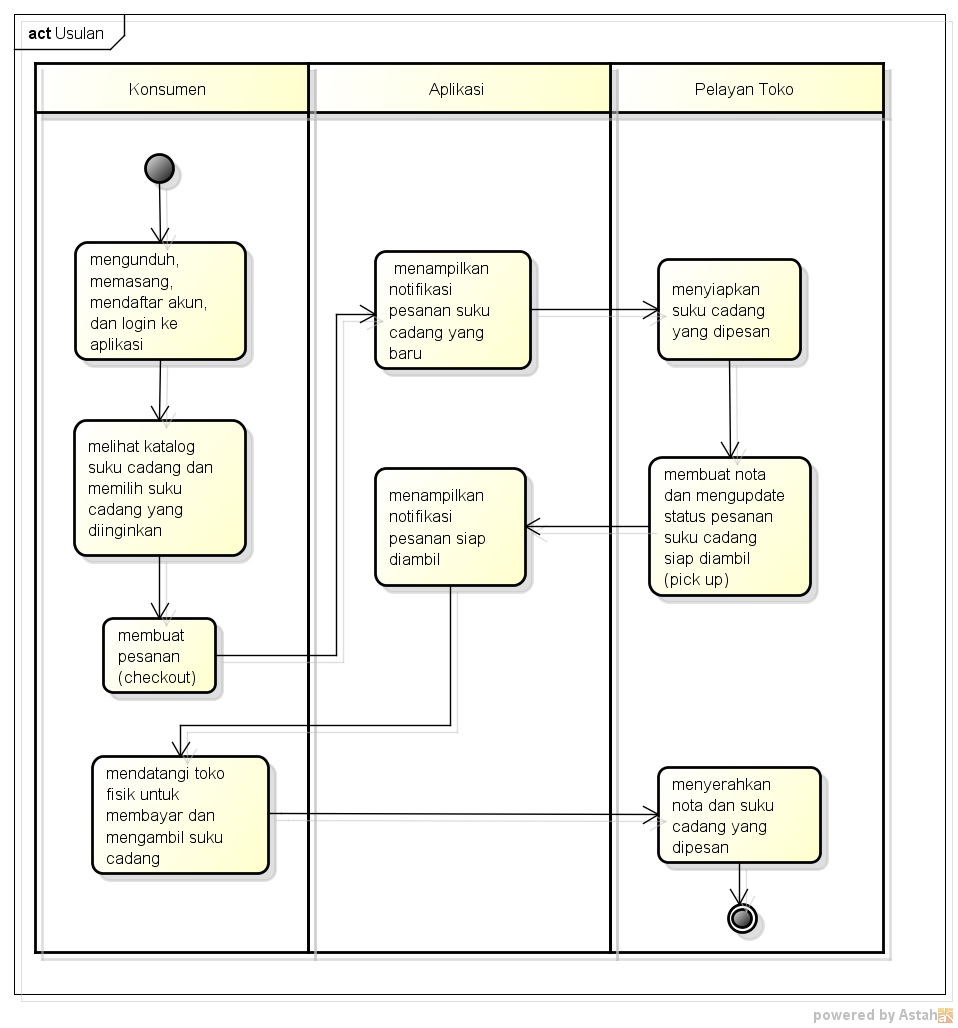 act Usulan
Konsumen
Aplikasi
Pelayan Toko
mengunduh,
memasang,
mendaftar akun,
dan login ke
aplikasi
melihat katalog
suku cadang dan
memilih suku
cadang yang
diinginkan
membuat
pesanan
(checkout)
menampilkan
notifikasi
pesanan suku
cadang yang
baru
menyiapkan
suku cadang
yang dipesan
membuat nota
dan mengupdate
status pesanan
suku cadang
siap diambil
(pick up)
menampilkan
notifikasi
pesanan siap
diambil
mendatangi toko
fisik untuk
membayar dan
mengambil suku
cadang
menyerahkan
nota dan suku
cadang yang
dipesan
powered by Astah